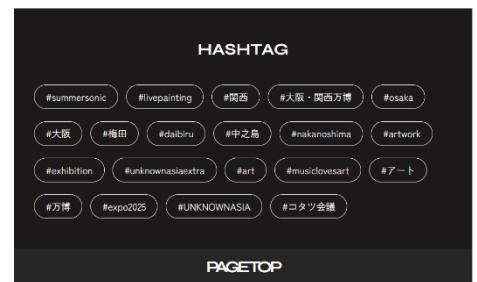 HASHTAG
#summersonic #livepainting #関西 #大阪・関西万博 #osaka
#大阪 #梅田 #daibiru #中之島 #nakanoshima #artwork
#exhibition #unknownasiaextra #art #musiclovesart #アート
#万博 #expo2025 #UNKNOWNASIA #コタツ会議
PAGETOP